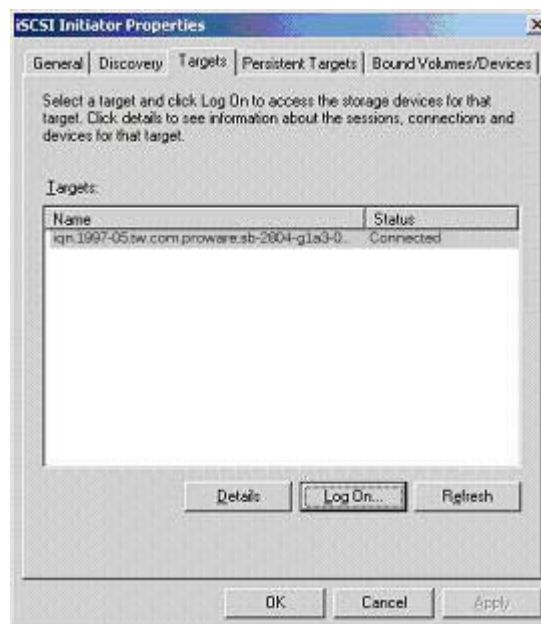 iSCSI Initiator Properties
General Discovery Targets Persistent Targets Bound Volumes/Devices
Select a target and click Log On to access the storage devices for that
target. Click details to see information about the sessions, connections and
devices for that target.
Targets:
Name Status
iqn.1997-05.tw.com.proware:sb-2804-g1a3-0... Connected
Details Log On... Refresh
OK Cancel Apply